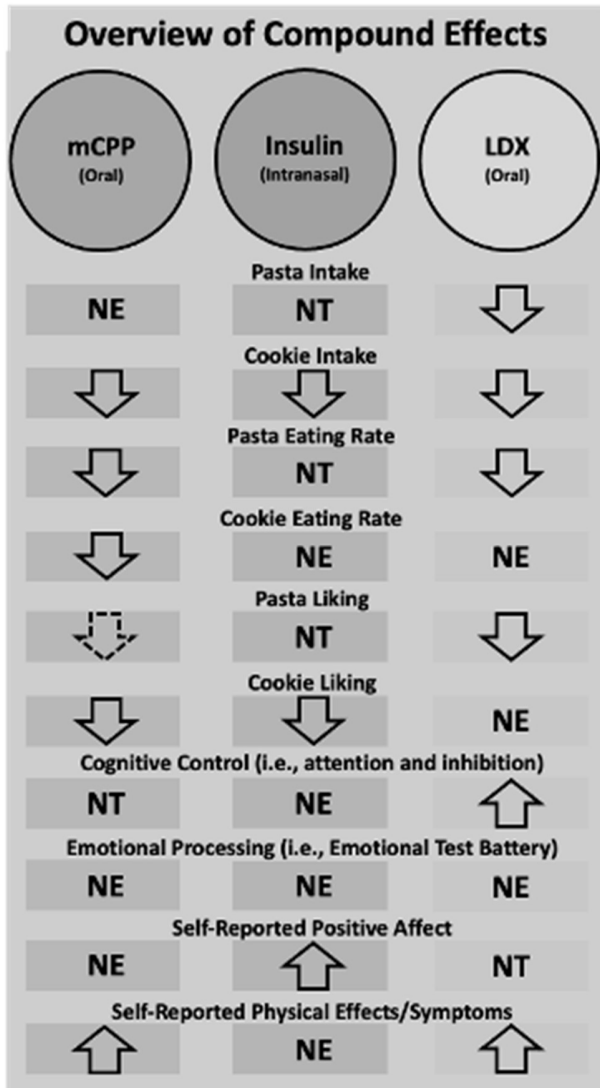 Overview of Compound Effects
mCPP Insulin LDX
(Oral) (Intranasal) (Oral)
Pasta Intake
NE NT
Cookie Intake
Pasta Eating Rate
NT
Cookie Eating Rate
NE NE
Pasta Liking
NT
Cookie Liking
NE
Cognitive Control (i.e., attention and inhibition)
NT NE
Emotional Processing (i.e., Emotional Test Battery)
NE NE NE
Self-Reported Positive Affect
NE NT
Self-Reported Physical Effects/Symptoms
NE